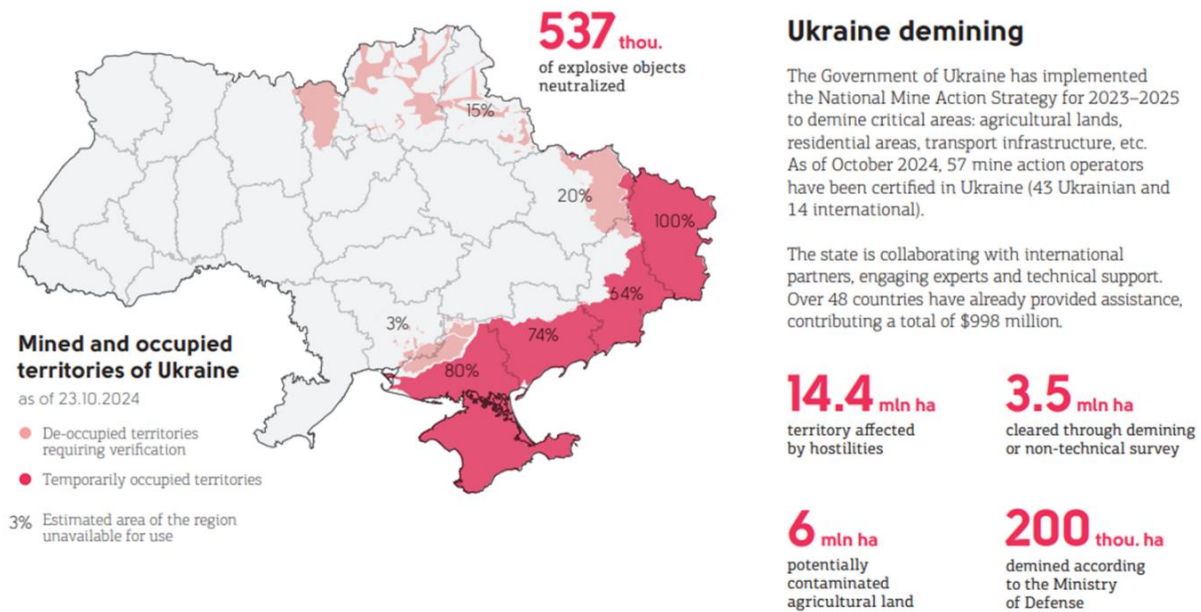 537 thou.
of explosive objects
neutralized
15%
20%
100%
64%
74%
3%
80%
Mined and occupied
territories of Ukraine
as of 23.10.2024
De-occupied territories
requiring verification
Temporarily occupied territories
3% Estimated area of the region
unavailable for use
Ukraine demining
The Government of Ukraine has implemented
the National Mine Action Strategy for 2023–2025
to demine critical areas: agricultural lands,
residential areas, transport infrastructure, etc.
As of October 2024, 57 mine action operators
have been certified in Ukraine (43 Ukrainian and
14 international).
The state is collaborating with international
partners, engaging experts and technical support.
Over 48 countries have already provided assistance,
contributing a total of $998 million.
14.4 mln ha
territory affected
by hostilities
3.5 mln ha
cleared through demining
or non-technical survey
6 mln ha
potentially
contaminated
agricultural land
200 thou. ha
demined according
to the Ministry
of Defense